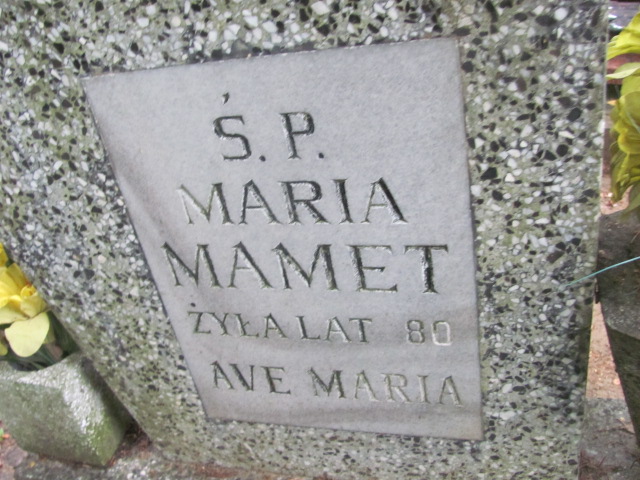 Ś. P.
MARIA
MAMET
ŻYŁA LAT 80
AVE MARIA